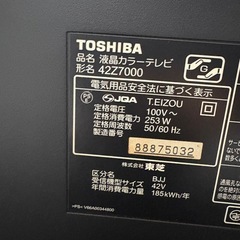 TOSHIBA
品名 液晶カラーテレビ
形名 42Z7000
電気用品安全法に基づく表示
JQA T.EIZOU
定格電圧 100V~
定格消費電力 253W
定格周波数 50/60 Hz
製造番号 88875032
株式会社 東芝
区分名 BJJ
受信機型サイズ 42V
年間消費電力量 185kWh/年